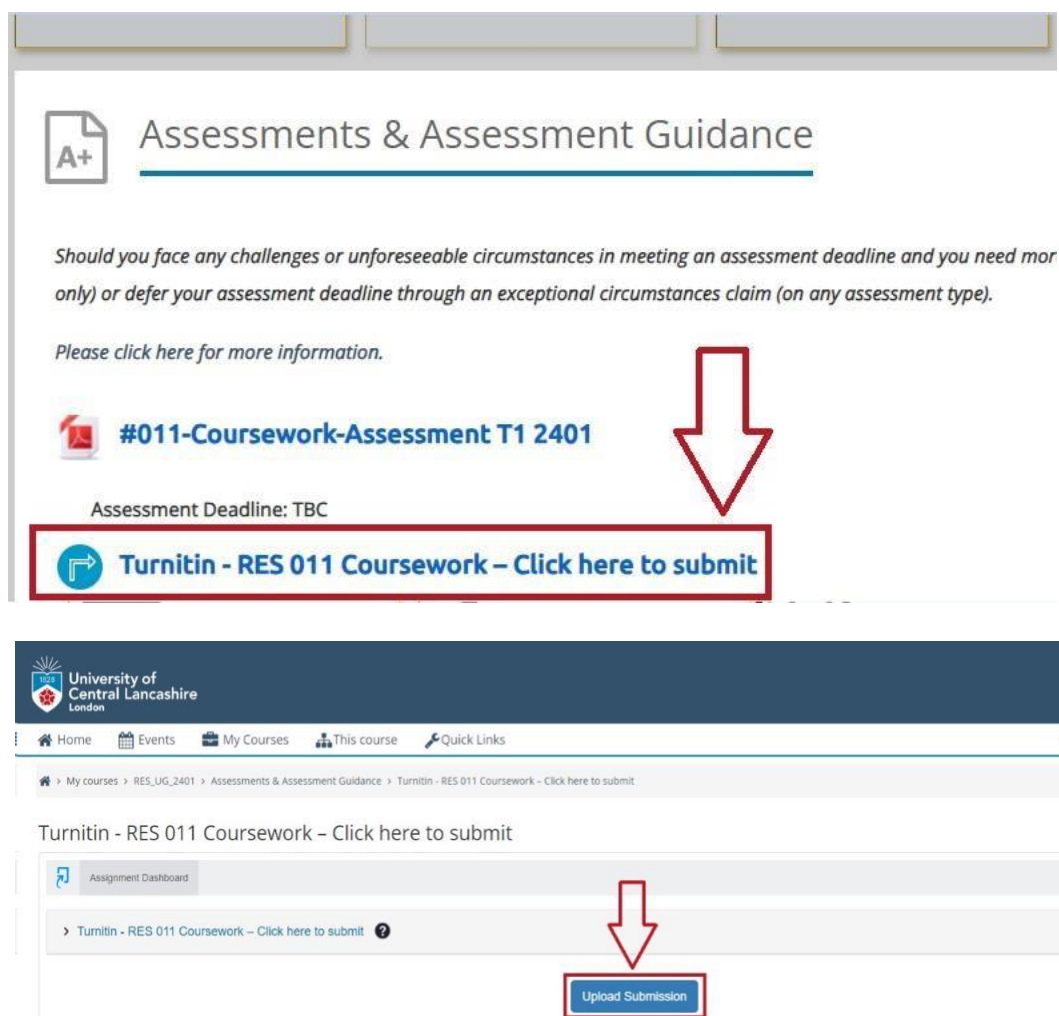 A+
Assessments & Assessment Guidance
Should you face any challenges or unforeseeable circumstances in meeting an assessment deadline and you need mor
only) or defer your assessment deadline through an exceptional circumstances claim (on any assessment type).
Please click here for more information.
#011-Coursework-Assessment T1 2401
Assessment Deadline: TBC
Turnitin - RES 011 Coursework – Click here to submit
1828
University of
Central Lancashire
London
Home Events My Courses This course Quick Links
> My courses > RES_UG_2401 > Assessments & Assessment Guidance > Turnitin - RES 011 Coursework – Click here to submit
Turnitin - RES 011 Coursework – Click here to submit
Assignment Dashboard
> Turnitin - RES 011 Coursework – Click here to submit ?
Upload Submission